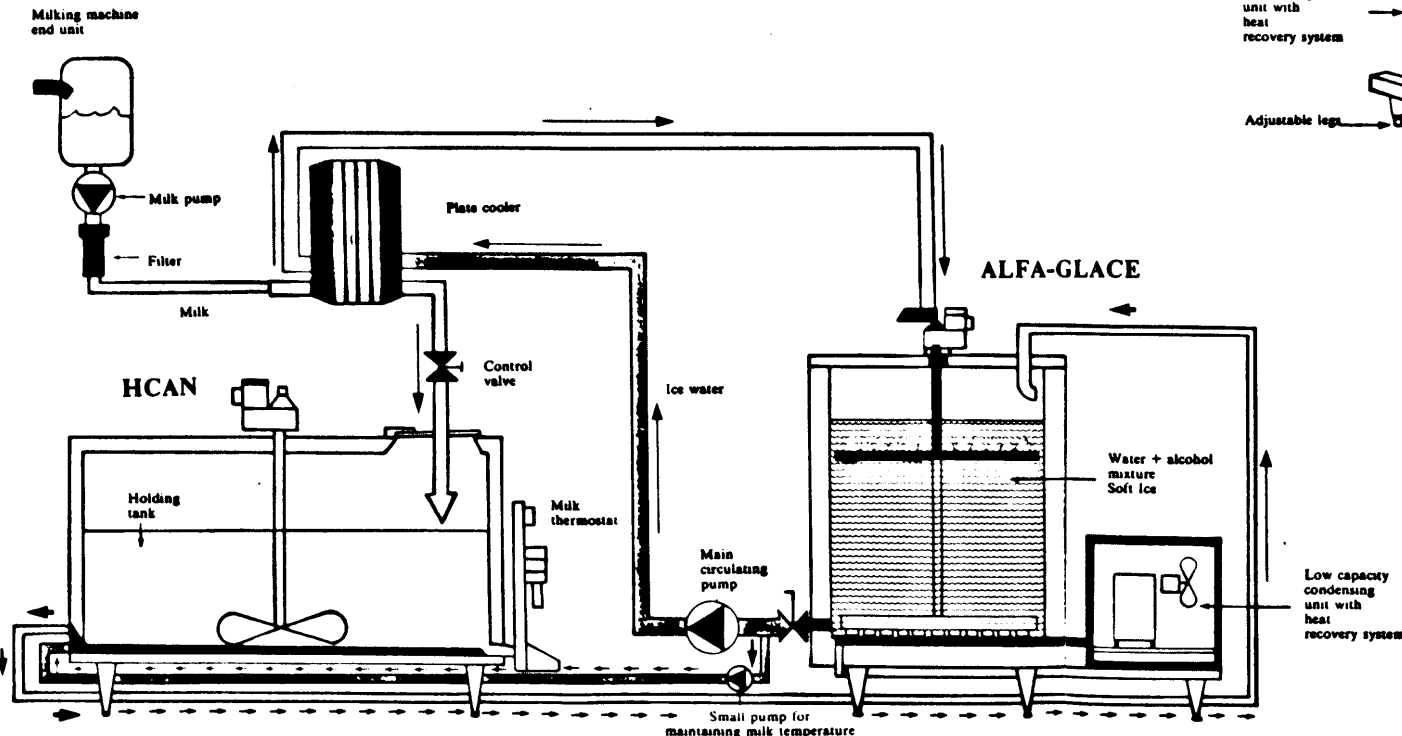 Milking machine
end unit
unit with
heat
recovery system
Adjustable legs
Milk pump
Filter
Milk
Plate cooler
ALFA-GLACE
Control
valve
HCAN
Ice water
Water + alcohol
mixture
Soft Ice
Holding
tank
Milk
thermostat
Main
circulating
pump
Low capacity
condensing
unit with
heat
recovery system
Small pump for
maintaining milk temperature